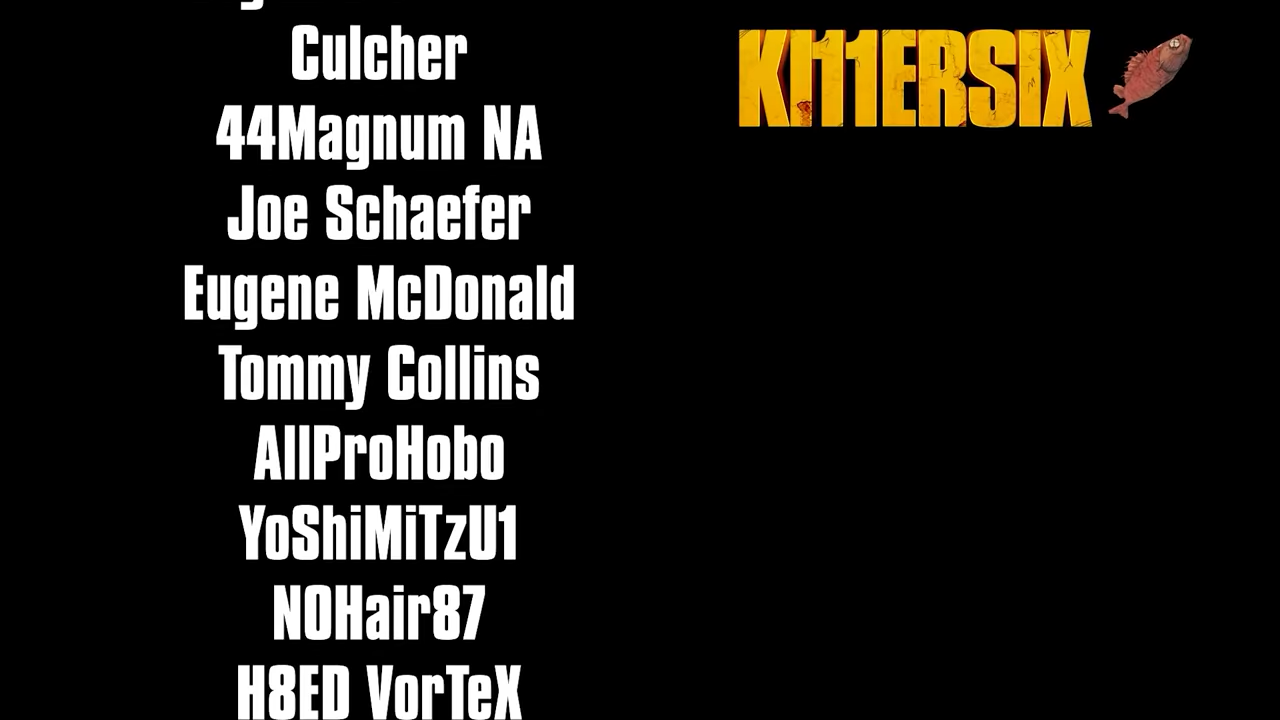 Culcher
44Magnum NA
Joe Schaefer
Eugene McDonald
Tommy Collins
AllProHobo
YoShiMiTzU1
NOHair87
H8ED VorTeX
KI11ERSIX